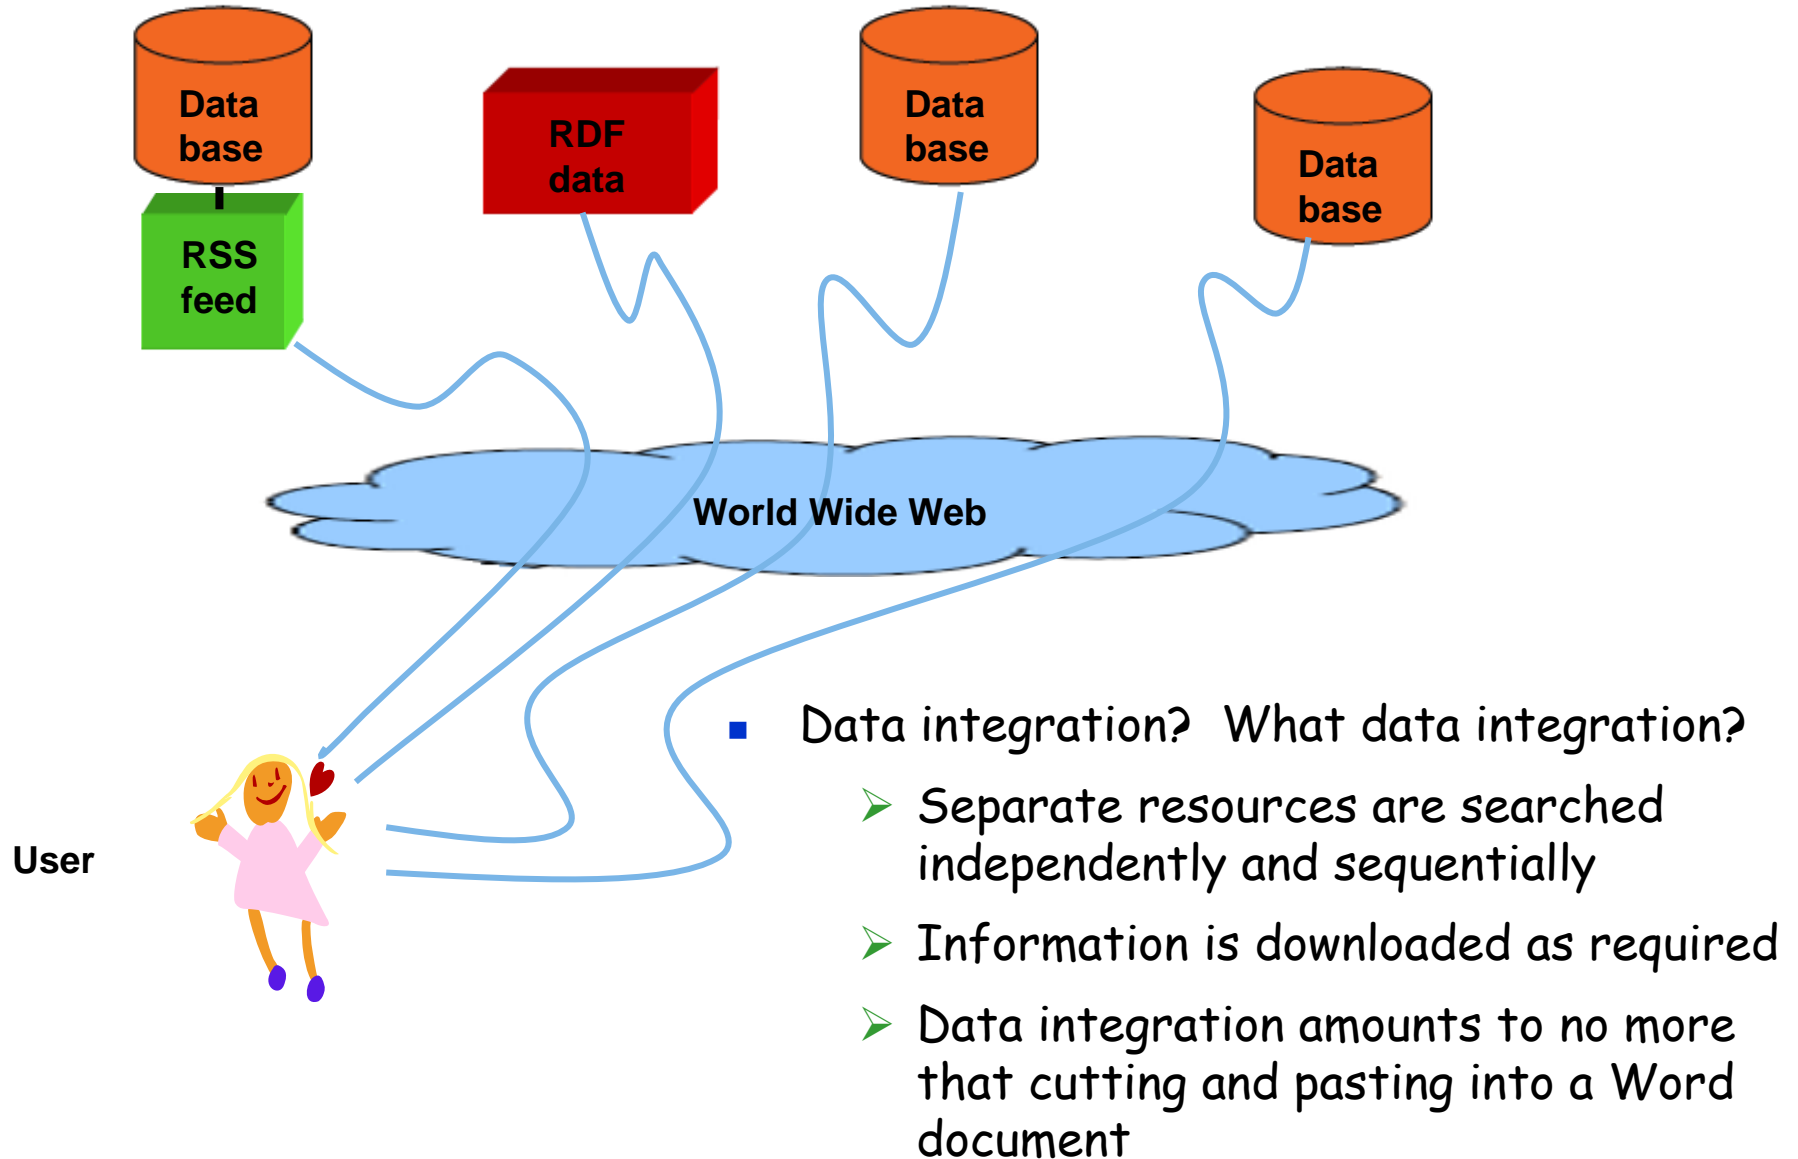 Data
base
RDF
data
Data
base
Data
base
RSS
feed
World Wide Web
User
Data integration? What data integration?
Separate resources are searched
independently and sequentially
Information is downloaded as required
Data integration amounts to no more
that cutting and pasting into a Word
document